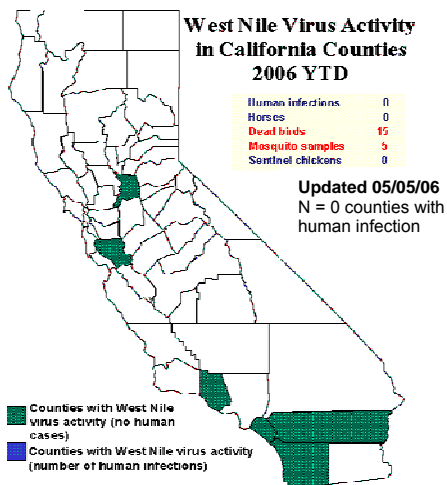 West Nile Virus Activity
in California Counties
2006 YTD
Human infections 0
Horses 0
Dead birds 15
Mosquito samples 5
Sentinel chickens 0
Updated 05/05/06
N = 0 counties with
human infection
Counties with West Nile
virus activity (no human
cases)
Counties with West Nile virus activity
(number of human infections)